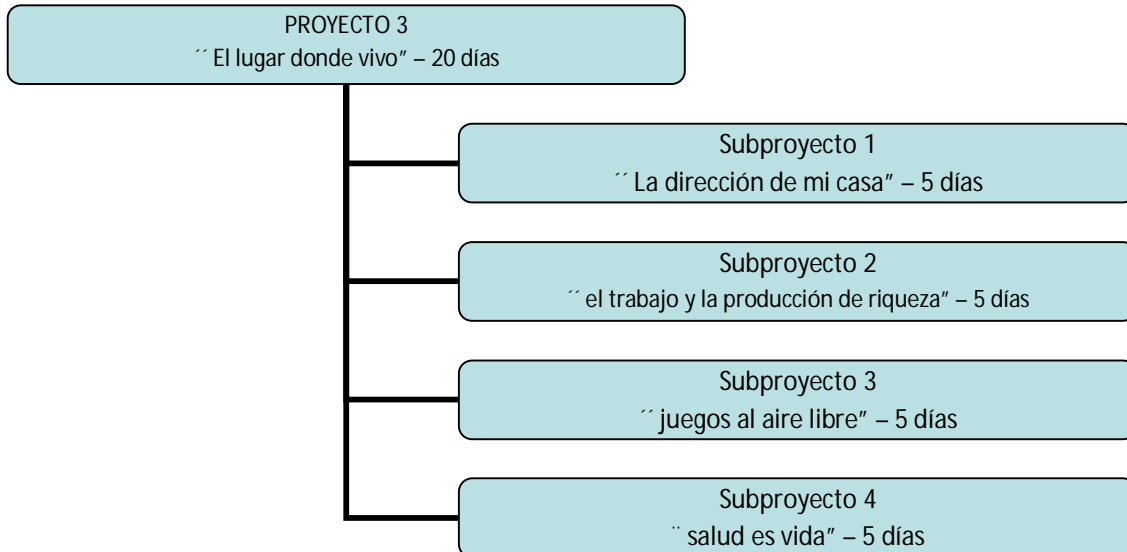 PROYECTO 3
´´ El lugar donde vivo” – 20 días
Subproyecto 1
´´ La dirección de mi casa” – 5 días
Subproyecto 2
´´ el trabajo y la producción de riqueza” – 5 días
Subproyecto 3
´´ juegos al aire libre” – 5 días
Subproyecto 4
¨ salud es vida” – 5 días